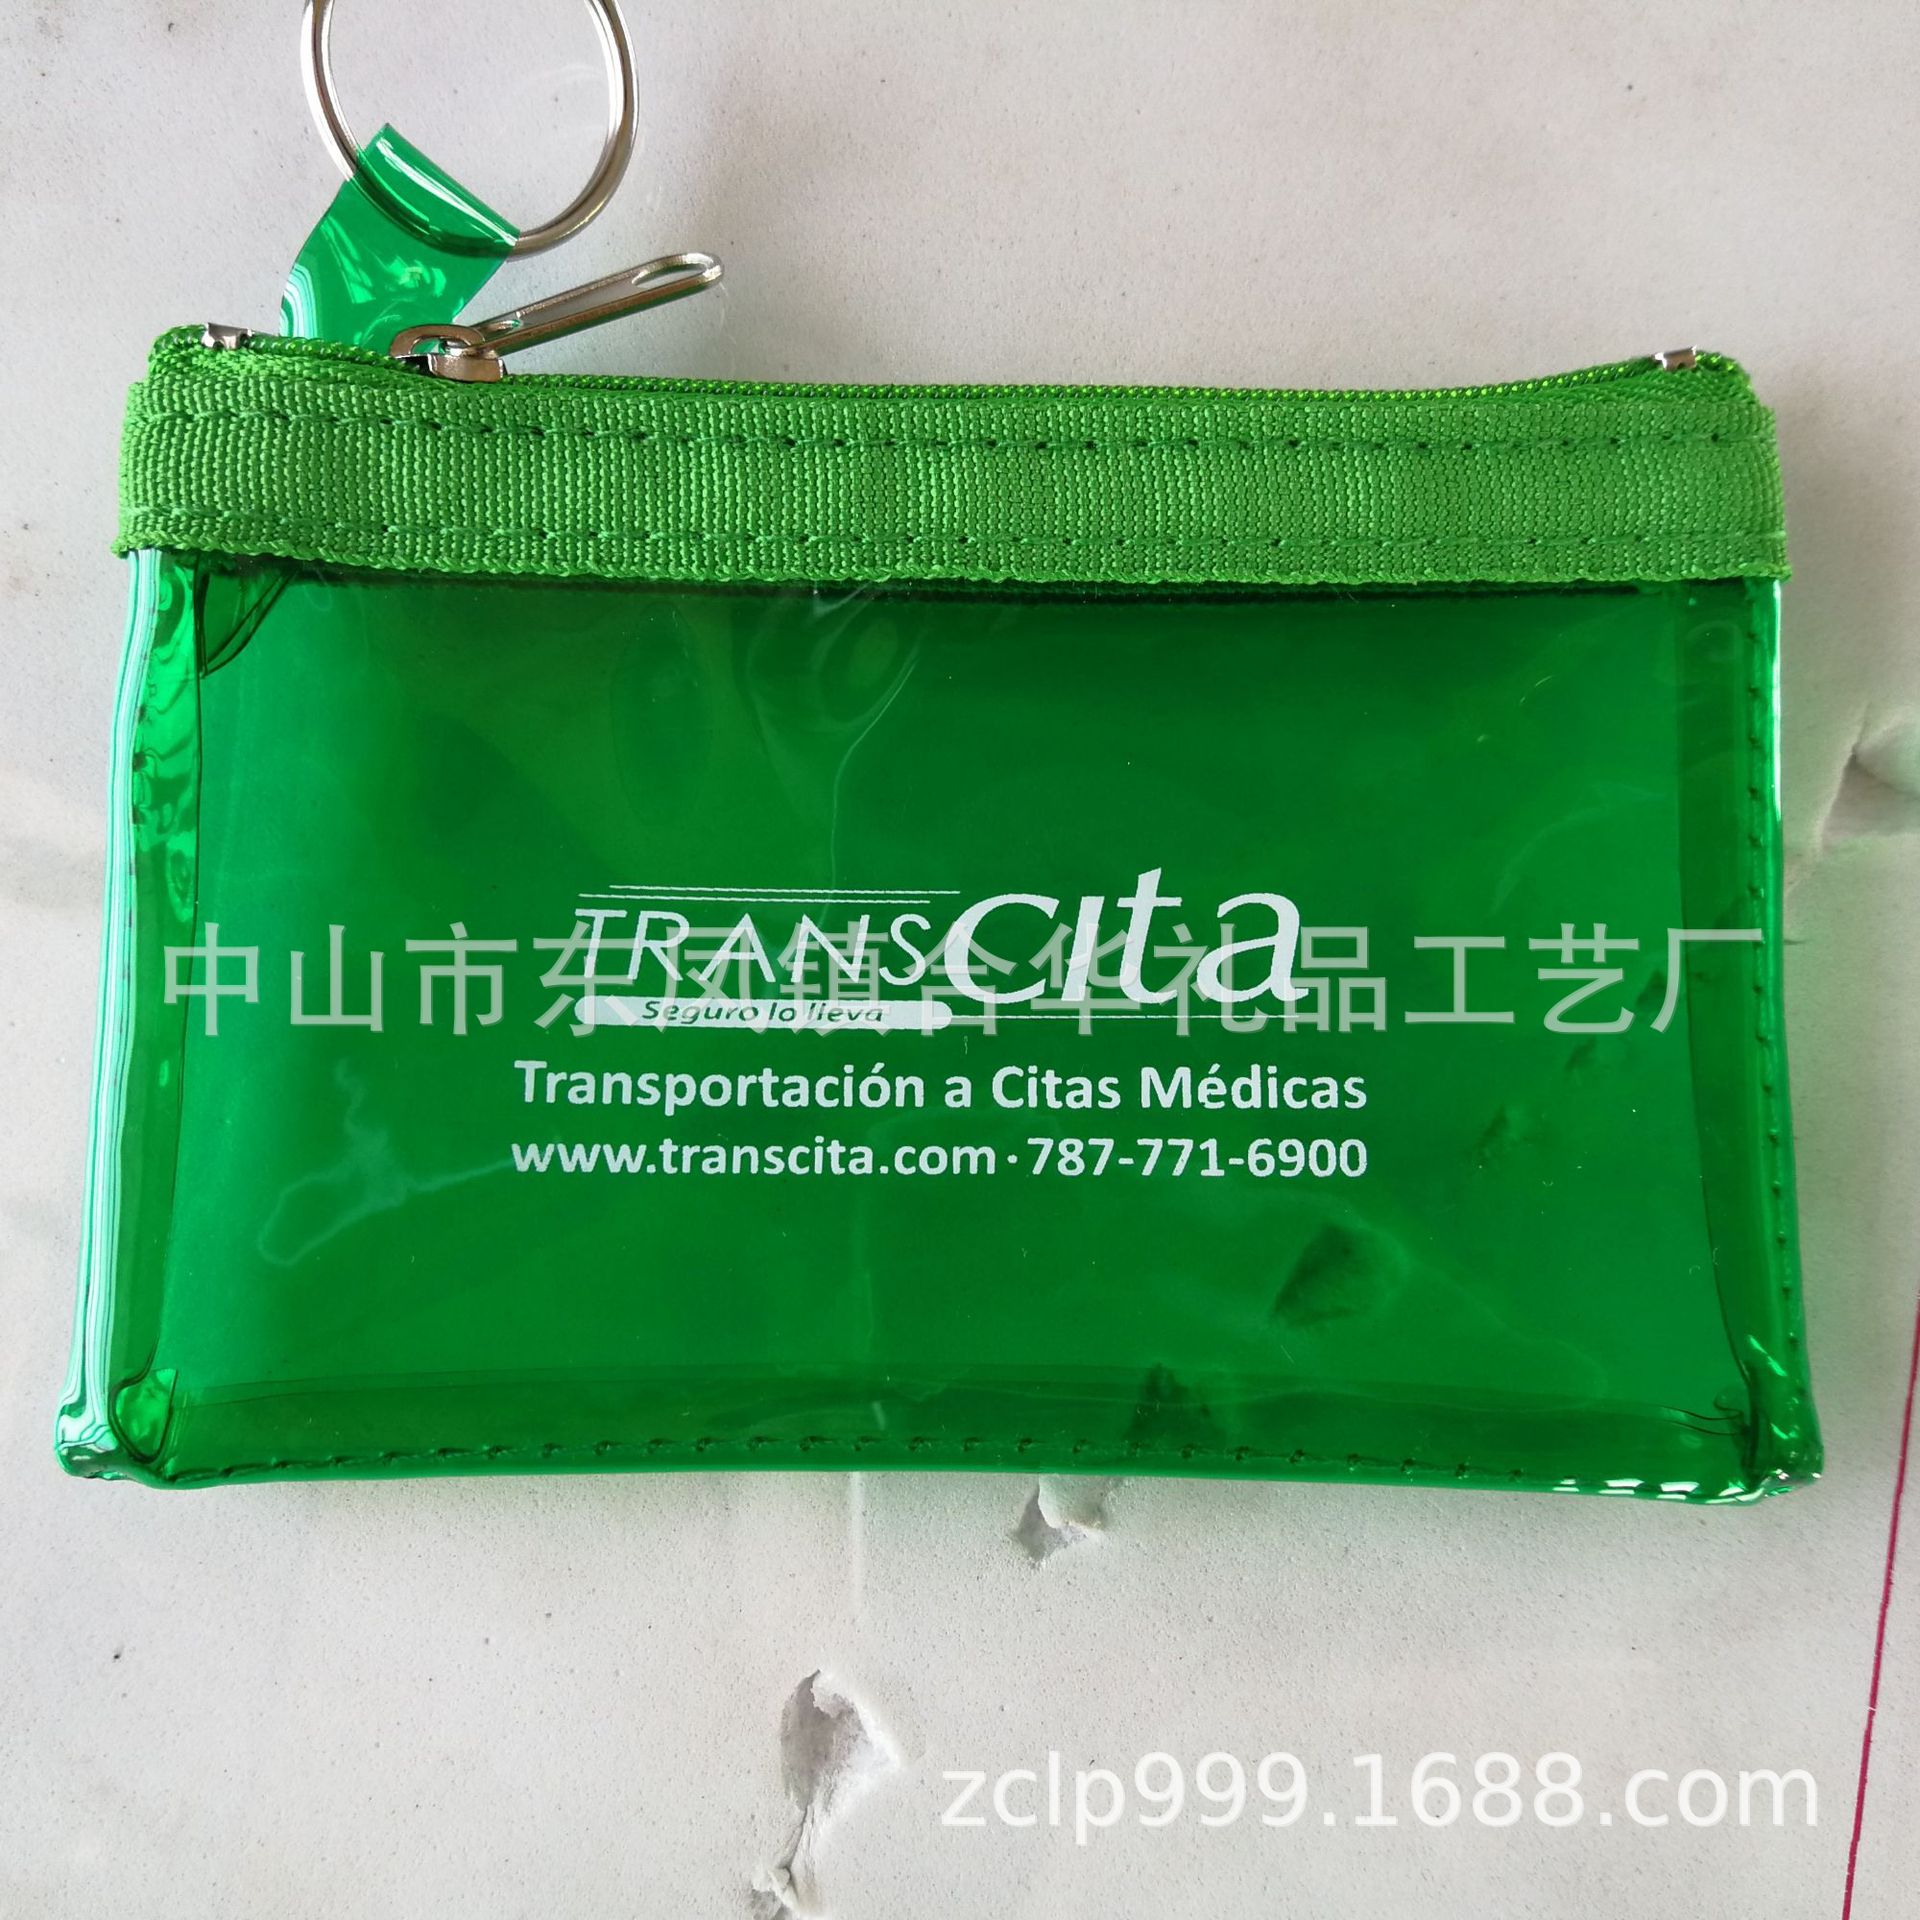 TRANSCITA
Seguro lo lleva
中山市东凤镇合华礼品工艺厂
Transportación a Citas Médicas
www.transcita.com·787-771-6900
zclp999.1688.com